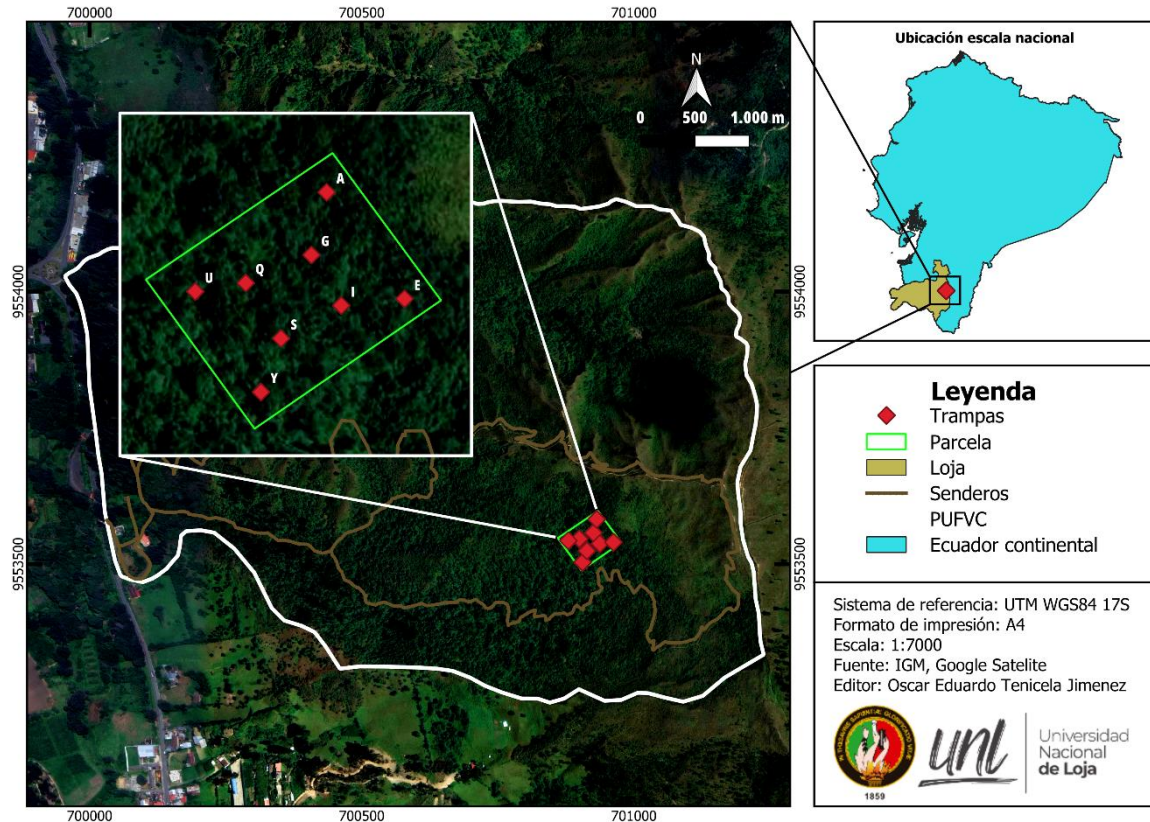 700000
700500
701000
N
0 500 1.000 m
A
G
Q
U
I
E
S
Y
9554000
9553500
9554000
9553500
700000
700500
701000
Ubicación escala nacional
Leyenda
Trampas
Parcela
Loja
Senderos
PUFVC
Ecuador continental
Sistema de referencia: UTM WGS84 17S
Formato de impresión: A4
Escala: 1:7000
Fuente: IGM, Google Satelite
Editor: Oscar Eduardo Tenicela Jimenez
1859
unl
Universidad
Nacional
de Loja